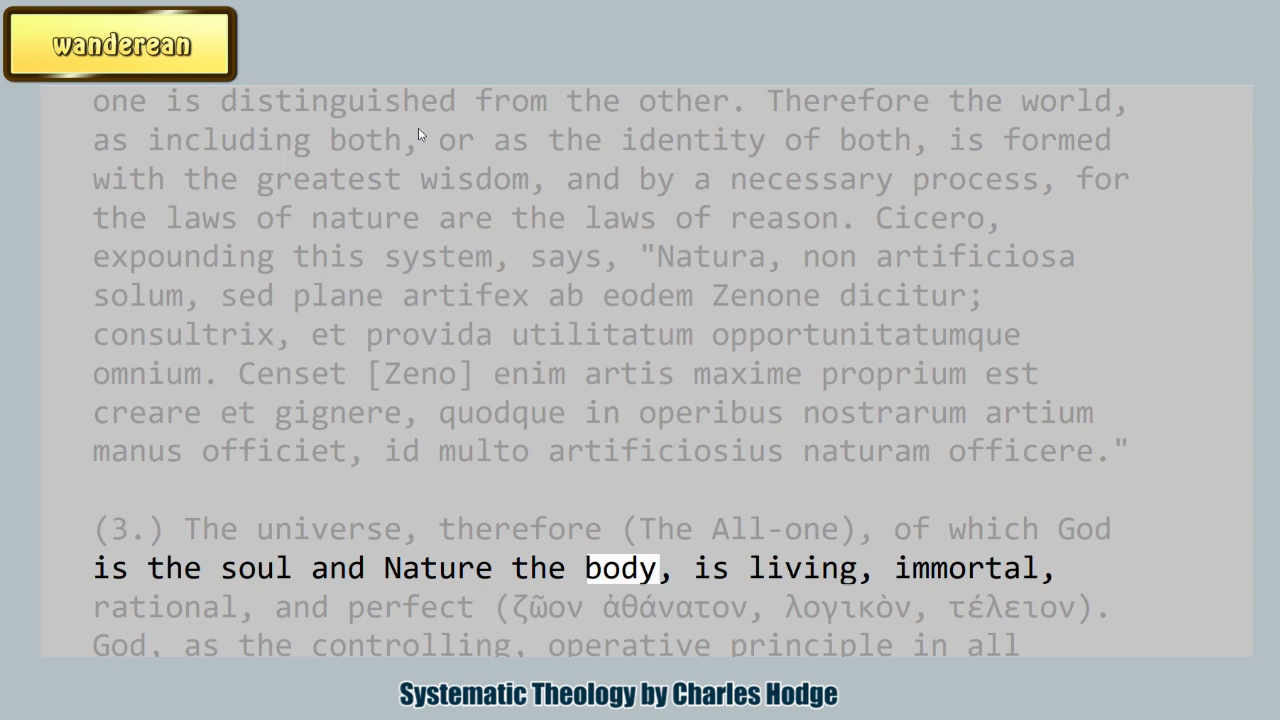 wanderean
one is distinguished from the other. Therefore the world,
as including both, or as the identity of both, is formed
with the greatest wisdom, and by a necessary process, for
the laws of nature are the laws of reason. Cicero,
expounding this system, says, "Natura, non artificiosa
solum, sed plane artifex ab eodem Zenone dicitur;
consultrix, et provida utilitatum opportunitatumque
omnium. Censet [Zeno] enim artis maxime proprium est
creare et gignere, quodque in operibus nostrarum artium
manus officiet, id multo artificiosius naturam officere."
(3.) The universe, therefore (The All-one), of which God
is the soul and Nature the body, is living, immortal,
rational, and perfect (ζῶον ἀθάνατον, λογικὸν, τέλειον).
God, as the controlling, operative principle in all
Systematic Theology by Charles Hodge